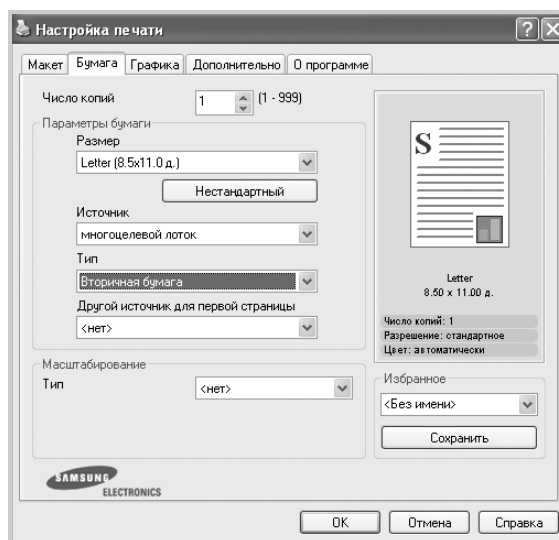 Настройка печати
Макет Бумага Графика Дополнительно О программе
Число копий 1 (1 - 999)
Параметры бумаги
Размер
Letter (8.5x11.0 д.)
Нестандартный
Источник
многоцелевой лоток
Тип
Вторичная бумага
Другой источник для первой страницы
<нет>
Масштабирование
Тип <нет>
S
Letter
8.50 x 11.00 д.
Число копий: 1
Разрешение: стандартное
Цвет: автоматически
Избранное
<Без имени>
Сохранить
SAMSUNG
ELECTRONICS
OK Отмена Справка